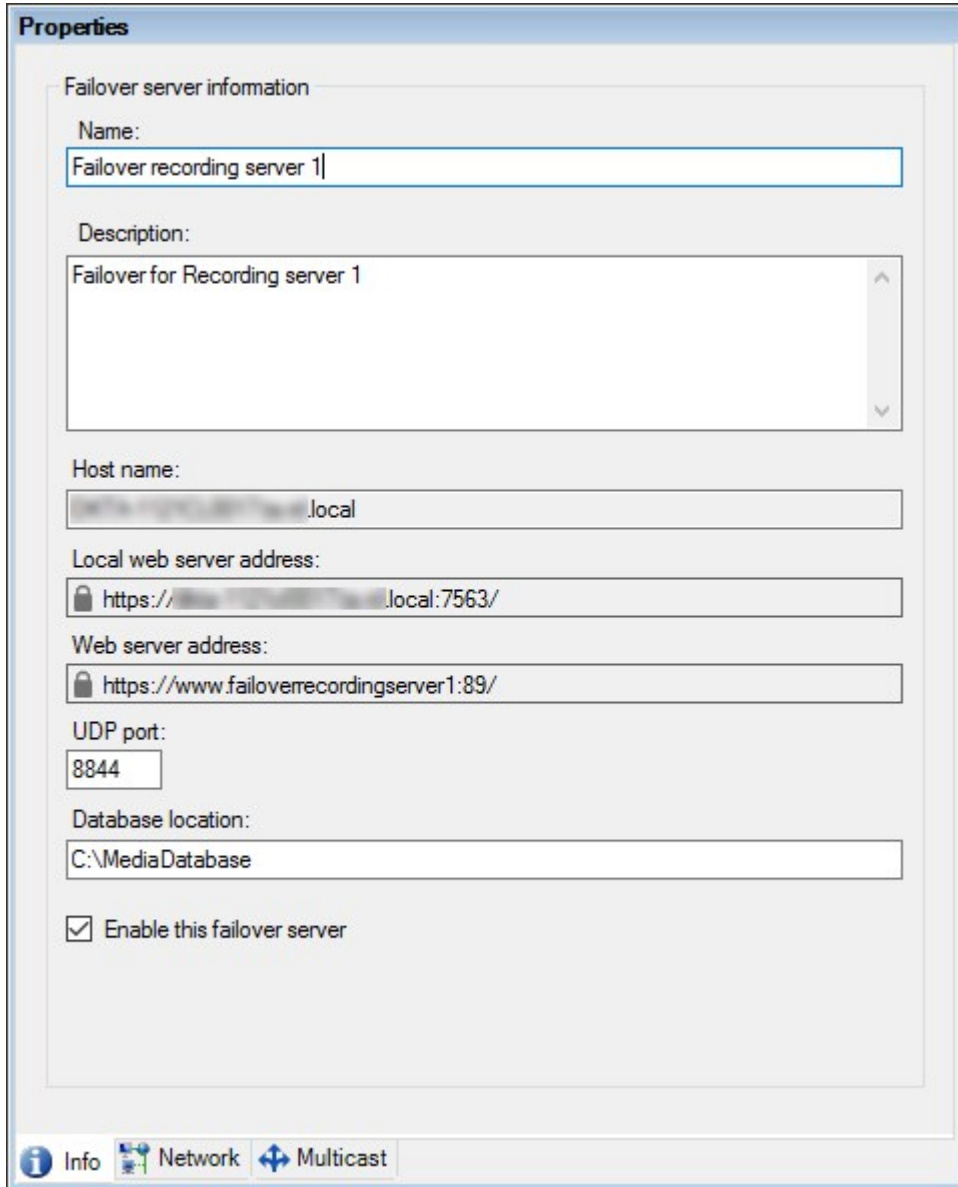 Properties
Failover server information
Name:
Failover recording server 1
Description:
Failover for Recording server 1
Host name:
.local
Local web server address:
https:// .local:7563/
Web server address:
https://www.failoverrecordingserver1:89/
UDP port:
8844
Database location:
C:\MediaDatabase
Enable this failover server
Info Network Multicast